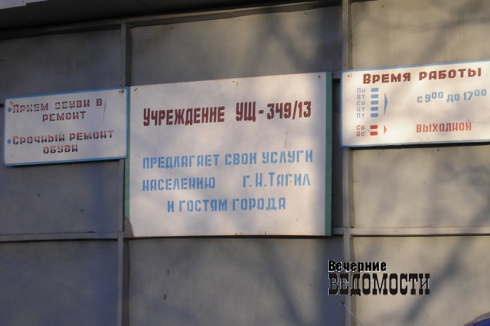 • Прием обуви в
ремонт
• Срочный ремонт
обуви
Учреждение УЩ-349/13
предлагает свои услуги
населению г. Н. Тагил
и гостям города
Время работы
Пн
Вт
Ср
Чт
Пт
с 9⁰⁰ до 17⁰⁰
Сб
Вс
выходной
Вечерние
ВЕДОМОСТИ